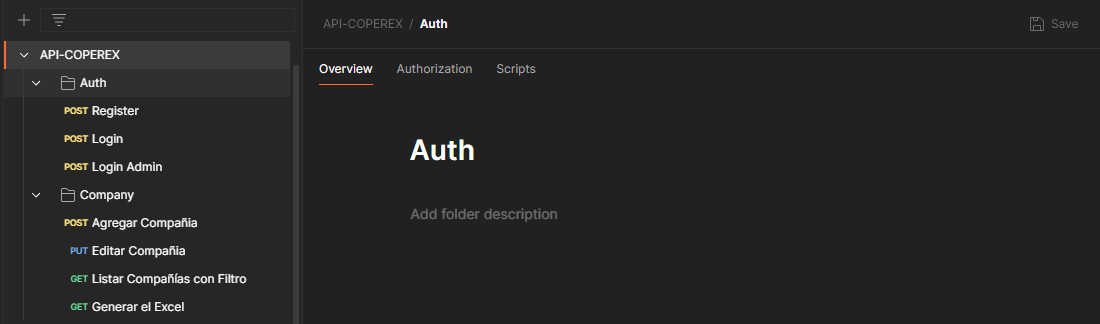 API-COPEREX
Auth
POST Register
POST Login
POST Login Admin
Company
POST Agregar Compañia
PUT Editar Compañia
GET Listar Compañías con Filtro
GET Generar el Excel
API-COPEREX / Auth
Save
Overview Authorization Scripts
Auth
Add folder description